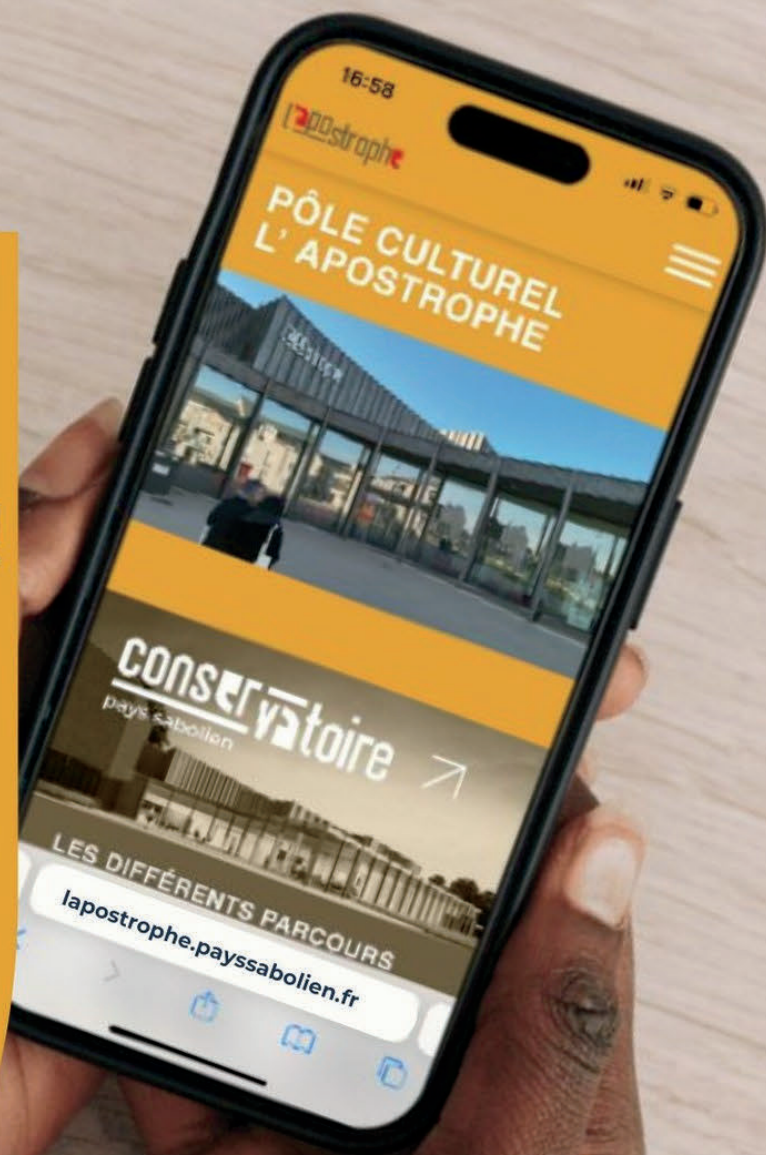 16:58
l'apostrophe
PÔLE CULTUREL
L' APOSTROPHE
conservatoire
pays sabolien
LES DIFFÉRENTS PARCOURS
lapostrophe.payssabolien.fr